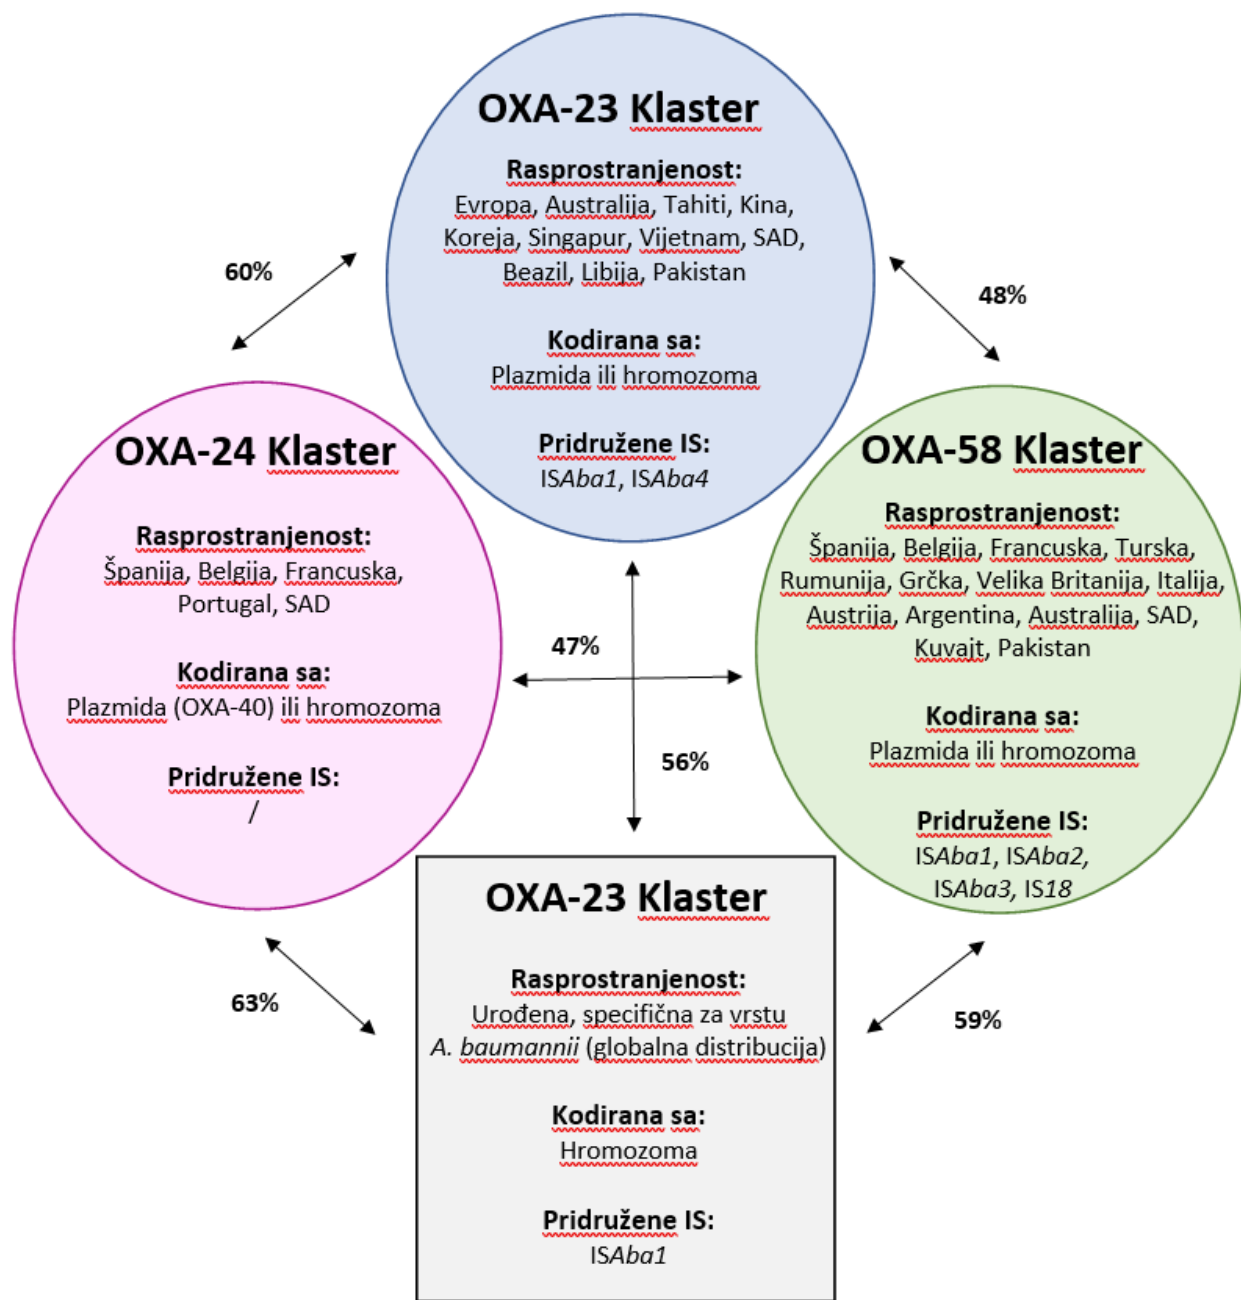 OXA-23 Klaster
Rasprostranjenost:
Evropa, Australija, Tahiti, Kina,
Koreja, Singapur, Vijetnam, SAD,
Beazil, Libija, Pakistan
Kodirana sa:
Plazmida ili hromozoma
Pridružene IS:
ISAba1, ISAba4
60%
48%
OXA-24 Klaster
Rasprostranjenost:
Španija, Belgija, Francuska,
Portugal, SAD
Kodirana sa:
Plazmida (OXA-40) ili hromozoma
Pridružene IS:
/
OXA-58 Klaster
Rasprostranjenost:
Španija, Belgija, Francuska, Turska,
Rumunija, Grčka, Velika Britanija, Italija,
Austrija, Argentina, Australija, SAD,
Kuvajt, Pakistan
Kodirana sa:
Plazmida ili hromozoma
Pridružene IS:
ISAba1, ISAba2,
ISAba3, IS18
47%
56%
OXA-23 Klaster
Rasprostranjenost:
Urođena, specifična za vrstu
A. baumannii (globalna distribucija)
Kodirana sa:
Hromozoma
Pridružene IS:
ISAba1
63%
59%